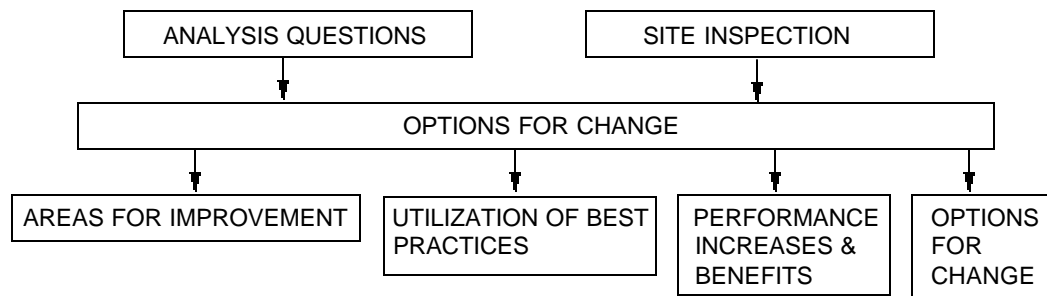 ANALYSIS QUESTIONS
SITE INSPECTION
OPTIONS FOR CHANGE
AREAS FOR IMPROVEMENT
UTILIZATION OF BEST
PRACTICES
PERFORMANCE
INCREASES &
BENEFITS
OPTIONS
FOR
CHANGE